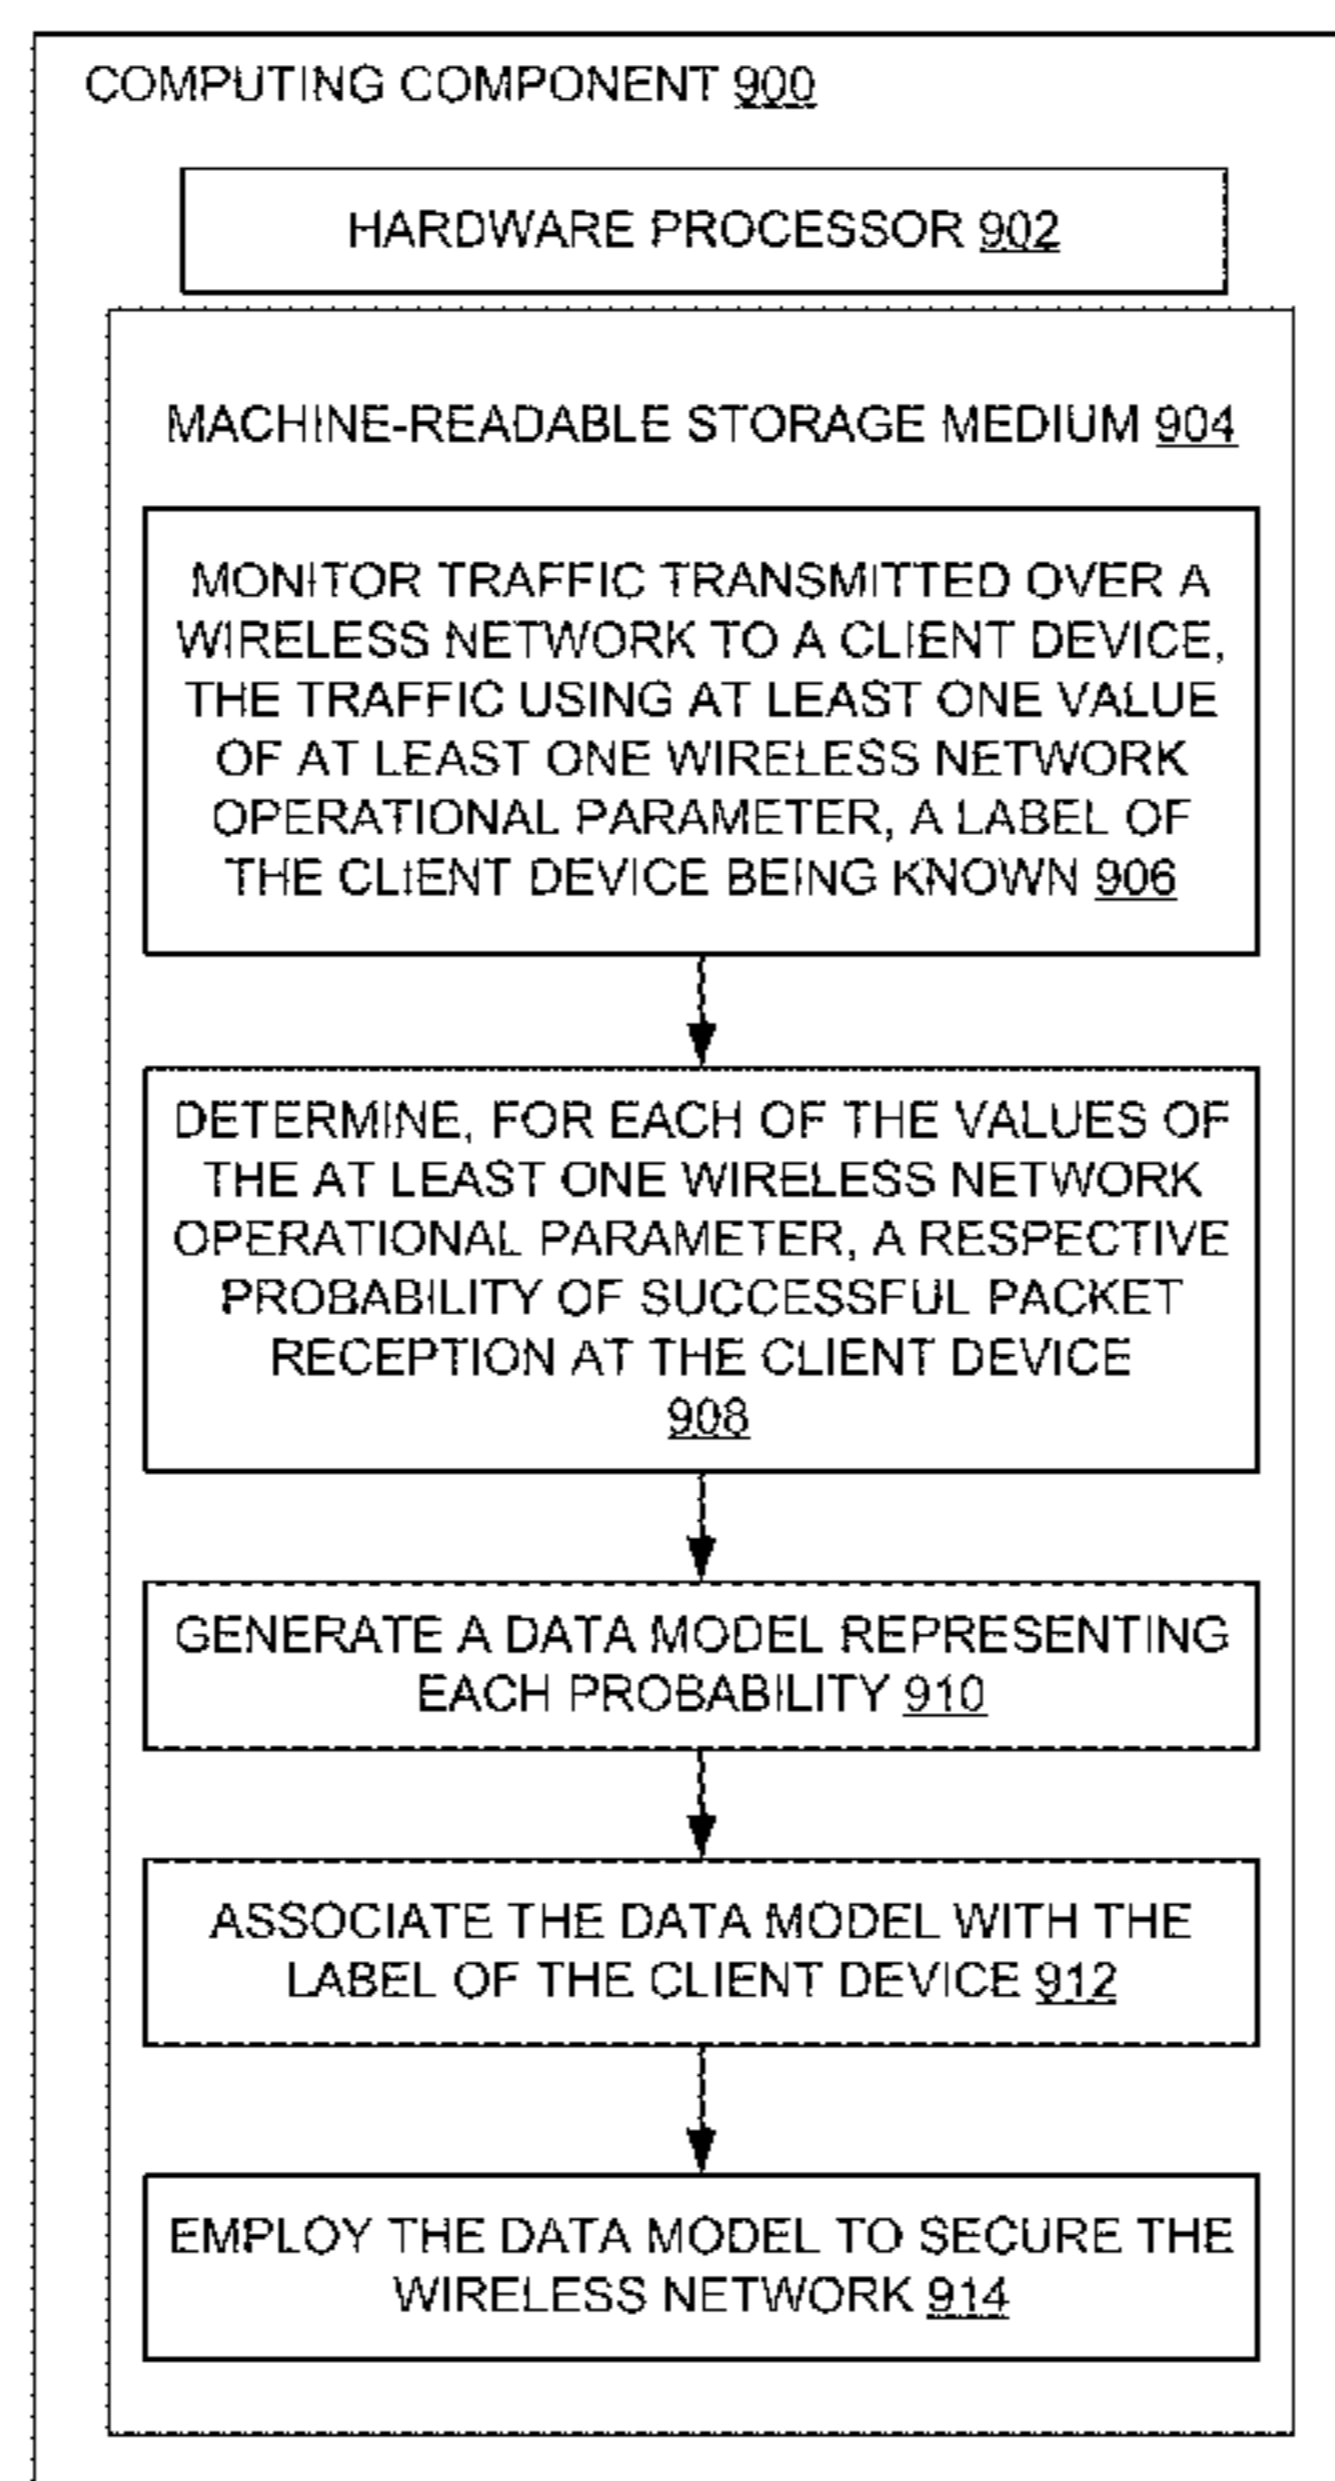 COMPUTING COMPONENT 900
HARDWARE PROCESSOR 902
MACHINE-READABLE STORAGE MEDIUM 904
MONITOR TRAFFIC TRANSMITTED OVER A
WIRELESS NETWORK TO A CLIENT DEVICE,
THE TRAFFIC USING AT LEAST ONE VALUE
OF AT LEAST ONE WIRELESS NETWORK
OPERATIONAL PARAMETER, A LABEL OF
THE CLIENT DEVICE BEING KNOWN 906
DETERMINE, FOR EACH OF THE VALUES OF
THE AT LEAST ONE WIRELESS NETWORK
OPERATIONAL PARAMETER, A RESPECTIVE
PROBABILITY OF SUCCESSFUL PACKET
RECEPTION AT THE CLIENT DEVICE
908
GENERATE A DATA MODEL REPRESENTING
EACH PROBABILITY 910
ASSOCIATE THE DATA MODEL WITH THE
LABEL OF THE CLIENT DEVICE 912
EMPLOY THE DATA MODEL TO SECURE THE
WIRELESS NETWORK 914